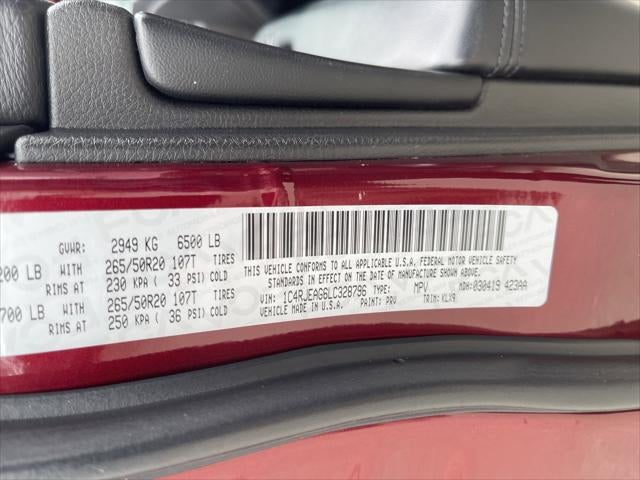 GVWR: 2949 KG 6500 LB
200 LB WITH 265/50R20 107T TIRES
RIMS AT 230 KPA ( 33 PSI) COLD
700 LB WITH 265/50R20 107T TIRES
RIMS AT 250 KPA ( 36 PSI) COLD
THIS VEHICLE CONFORMS TO ALL APPLICABLE U.S.A. FEDERAL MOTOR VEHICLE SAFETY
STANDARDS IN EFFECT ON THE DATE OF MANUFACTURE SHOWN ABOVE.
VIN: 1C4RJEAG6LC328796 TYPE: MPV MDH: 030419 423AA
VEHICLE MADE IN U.S.A. PAINT: PRV TRIM: KLX9